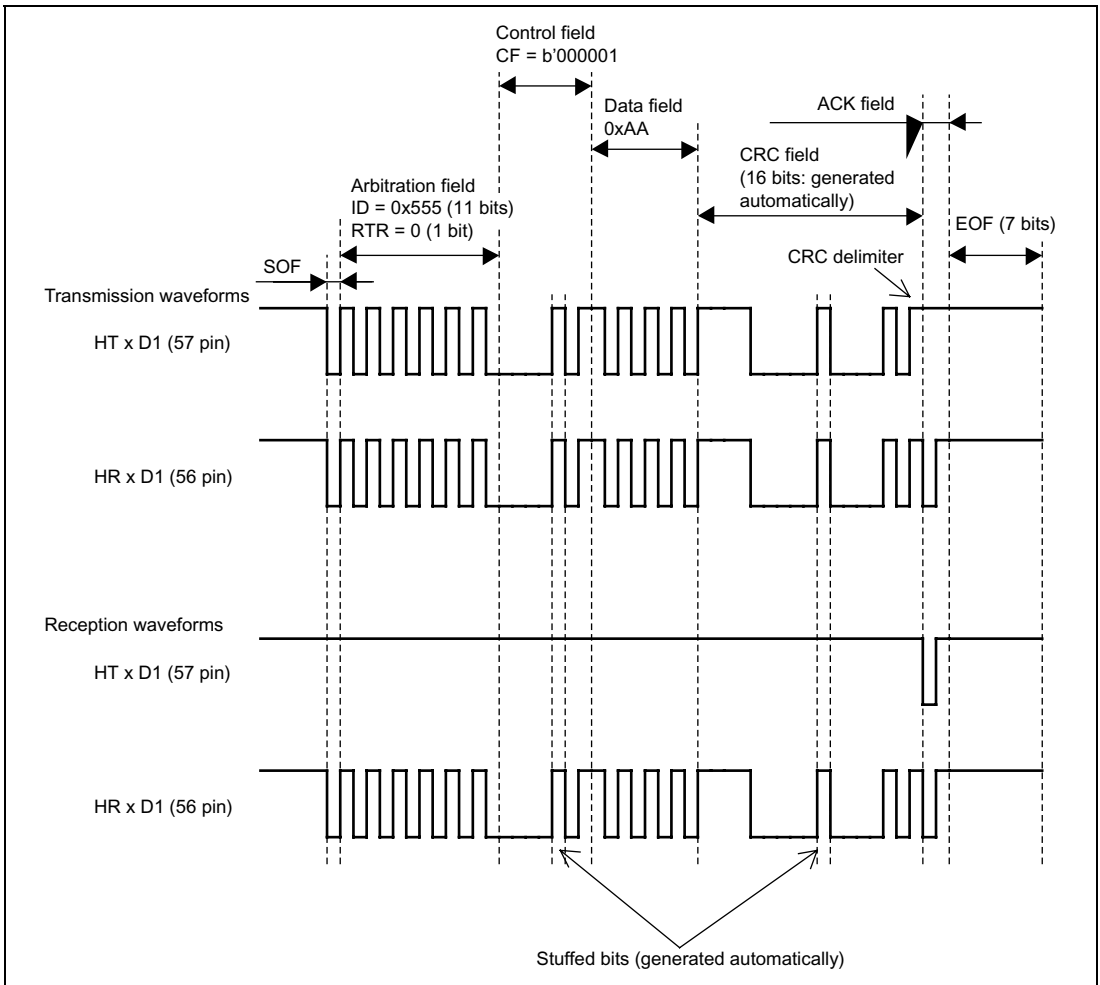 Control field
CF = b'000001
Data field
0xAA
ACK field
CRC field
(16 bits: generated
automatically)
Arbitration field
ID = 0x555 (11 bits)
RTR = 0 (1 bit)
EOF (7 bits)
SOF
CRC delimiter
Transmission waveforms
HT x D1 (57 pin)
HR x D1 (56 pin)
Reception waveforms
HT x D1 (57 pin)
HR x D1 (56 pin)
Stuffed bits (generated automatically)